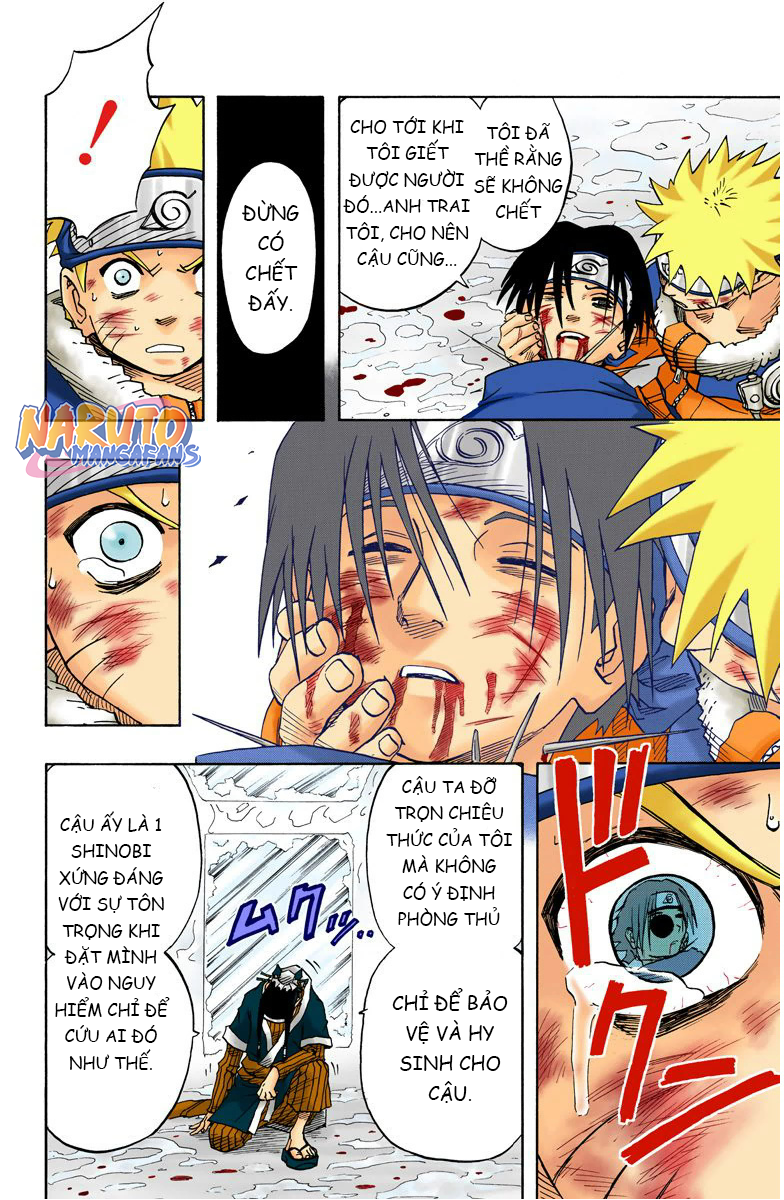 TÔI ĐÃ
THỀ RẰNG
SẼ KHÔNG
CHẾT
CHO TỚI KHI
TÔI GIẾT
ĐƯỢC NGƯỜI
ĐÓ...ANH TRAI
TÔI, CHO NÊN
CẬU CŨNG...
ĐỪNG
CÓ
CHẾT
ĐẤY.
!
NARUTO
MANGAFANS
ドクン
CẬU TA ĐỠ
TRỌN CHIÊU
THỨC CỦA TÔI
MÀ KHÔNG
CÓ Ý ĐỊNH
PHÒNG THỦ
CHỈ ĐỂ BẢO
VỆ VÀ HY
SINH CHO
CẬU.
ムクッ..
CẬU ẤY LÀ 1
SHINOBI
XỨNG ĐÁNG
VỚI SỰ TÔN
TRỌNG KHI
ĐẶT MÌNH
VÀO NGUY
HIỂM CHỈ ĐỂ
CỨU AI ĐÓ
NHƯ THẾ.